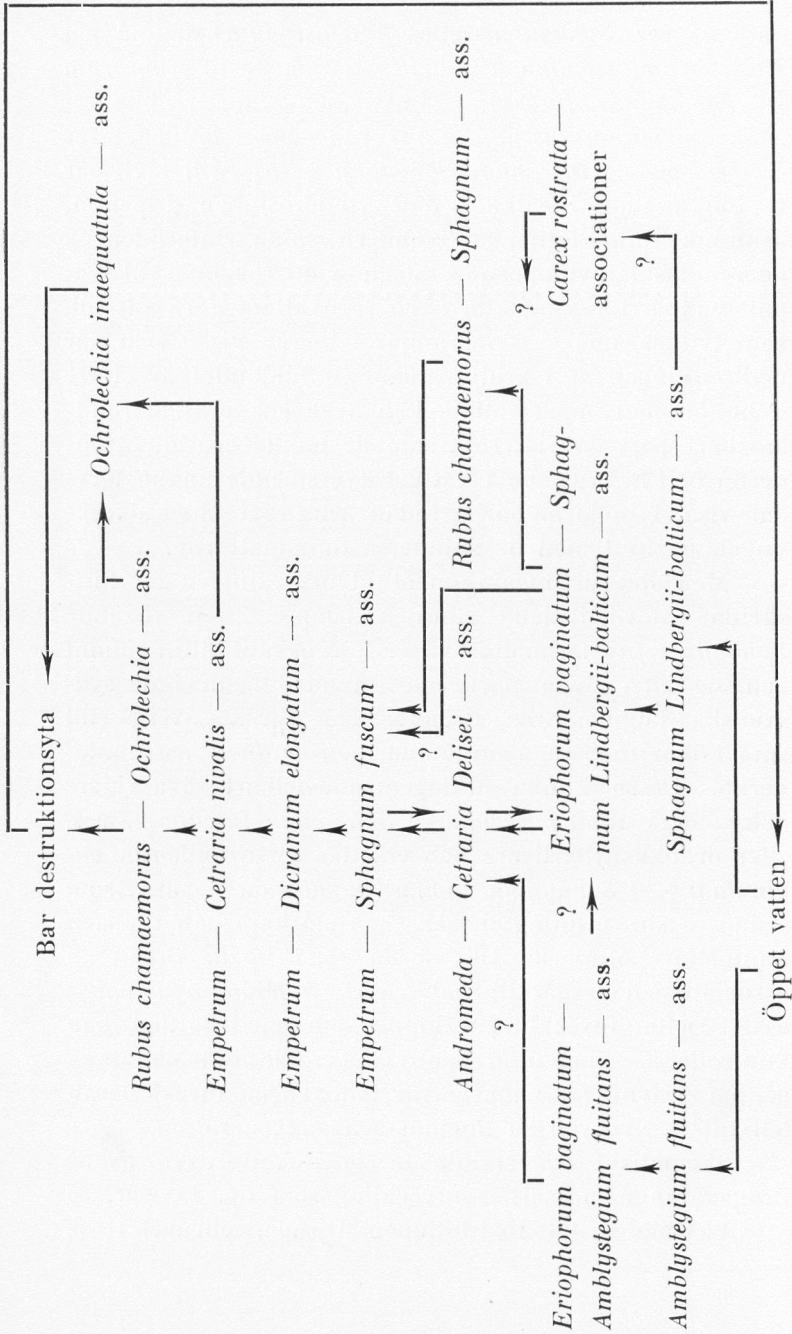 Bar destruktionsyta
Rubus chamaemorus — Ochrolechia — ass.
Ochrolechia inaequatula — ass.
Empetrum — Cetraria nivalis — ass.
Empetrum — Dicranum elongatum — ass.
Empetrum — Sphagnum fuscum — ass.
?
Andromeda — Cetraria Delisei — ass.
Rubus chamaemorus — Sphagnum — ass.
?
?
Eriophorum vaginatum —
Amblystegium fluitans — ass.
?
Eriophorum vaginatum — Sphag-
num Lindbergii-balticum — ass.
Carex rostrata —
associationer
?
Amblystegium fluitans — ass.
Sphagnum Lindbergii-balticum — ass.
Öppet vatten